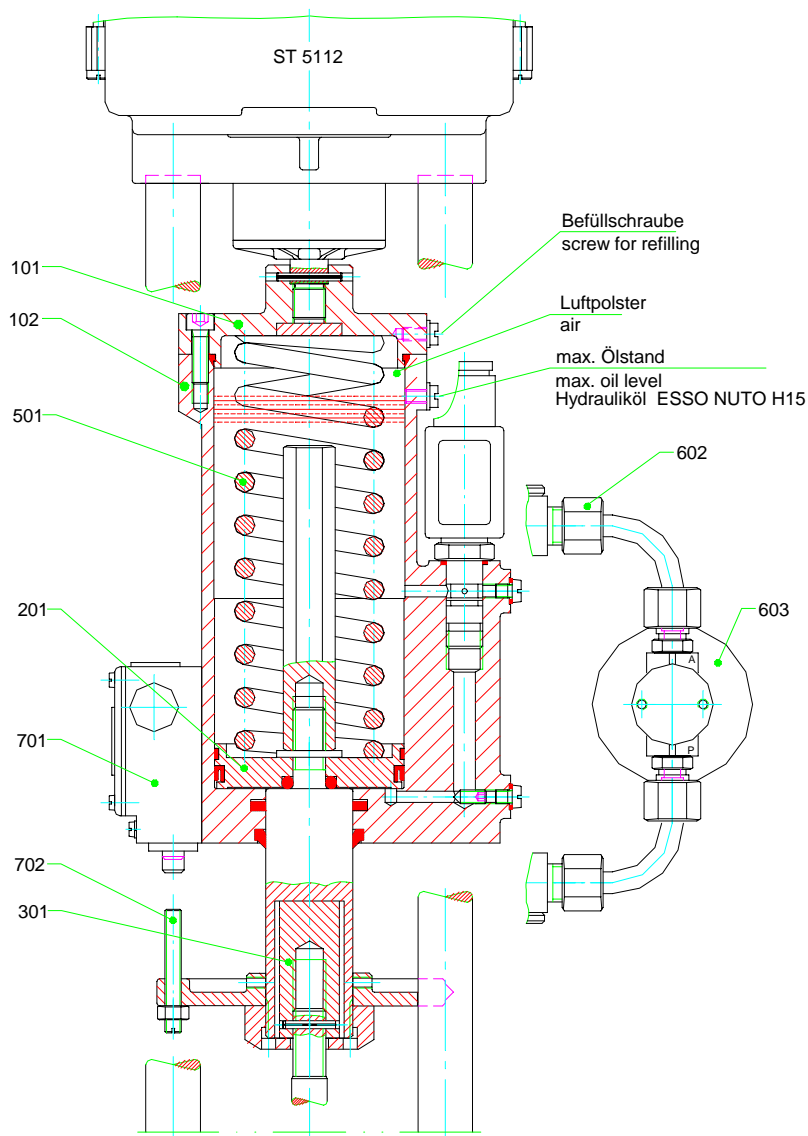 ST 5112
Befüllschraube
screw for refilling
101
Luftpolster
air
102
max. Ölstand
max. oil level
Hydrauliköl ESSO NUTO H15
501
602
201
603
A
P
701
702
301